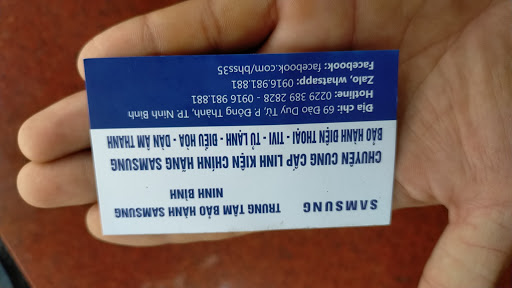 SAMSUNG
TRUNG TÂM BẢO HÀNH SAMSUNG
NINH BÌNH
CHUYÊN CUNG CẤP LINH KIỆN CHÍNH HÃNG SAMSUNG
BẢO HÀNH ĐIỆN THOẠI - TIVI - TỦ LẠNH - ĐIỀU HÒA - DÀN ÂM THANH
Địa chỉ: 69 Đào Duy Từ, P. Đông Thành, TP. Ninh Bình
Hotline: 0229 389 2828 - 0916 981.881
Zalo, whatsapp: 0916.981.881
Facebook: facebook.com/bhss35